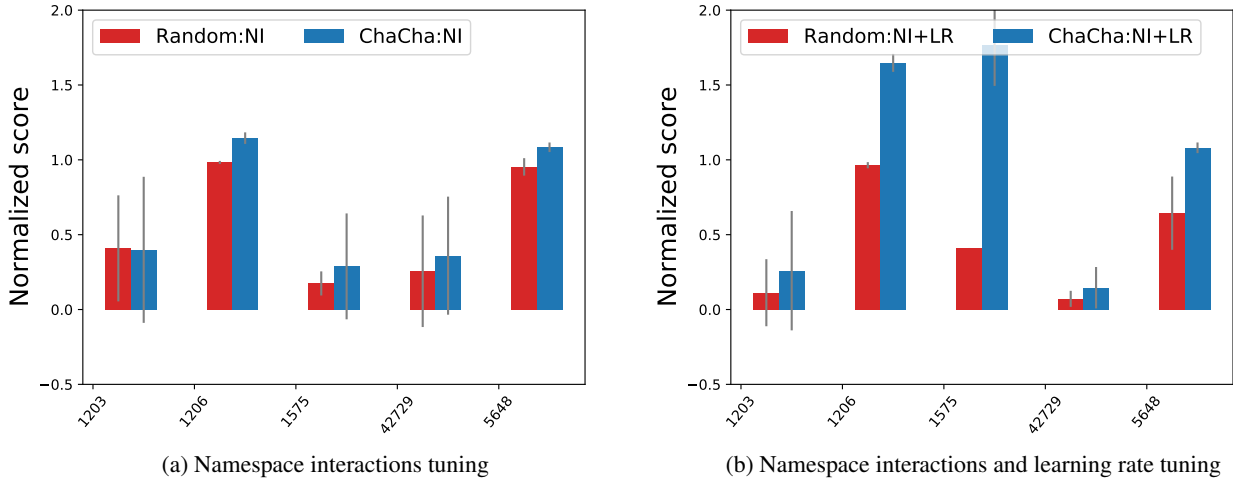 Random:NI
ChaCha:NI
Normalized score
2.0
1.5
1.0
0.5
0.0
−0.5
1203
1206
1575
42729
5648
(a) Namespace interactions tuning
Random:NI+LR
ChaCha:NI+LR
Normalized score
2.0
1.5
1.0
0.5
0.0
−0.5
1203
1206
1575
42729
5648
(b) Namespace interactions and learning rate tuning